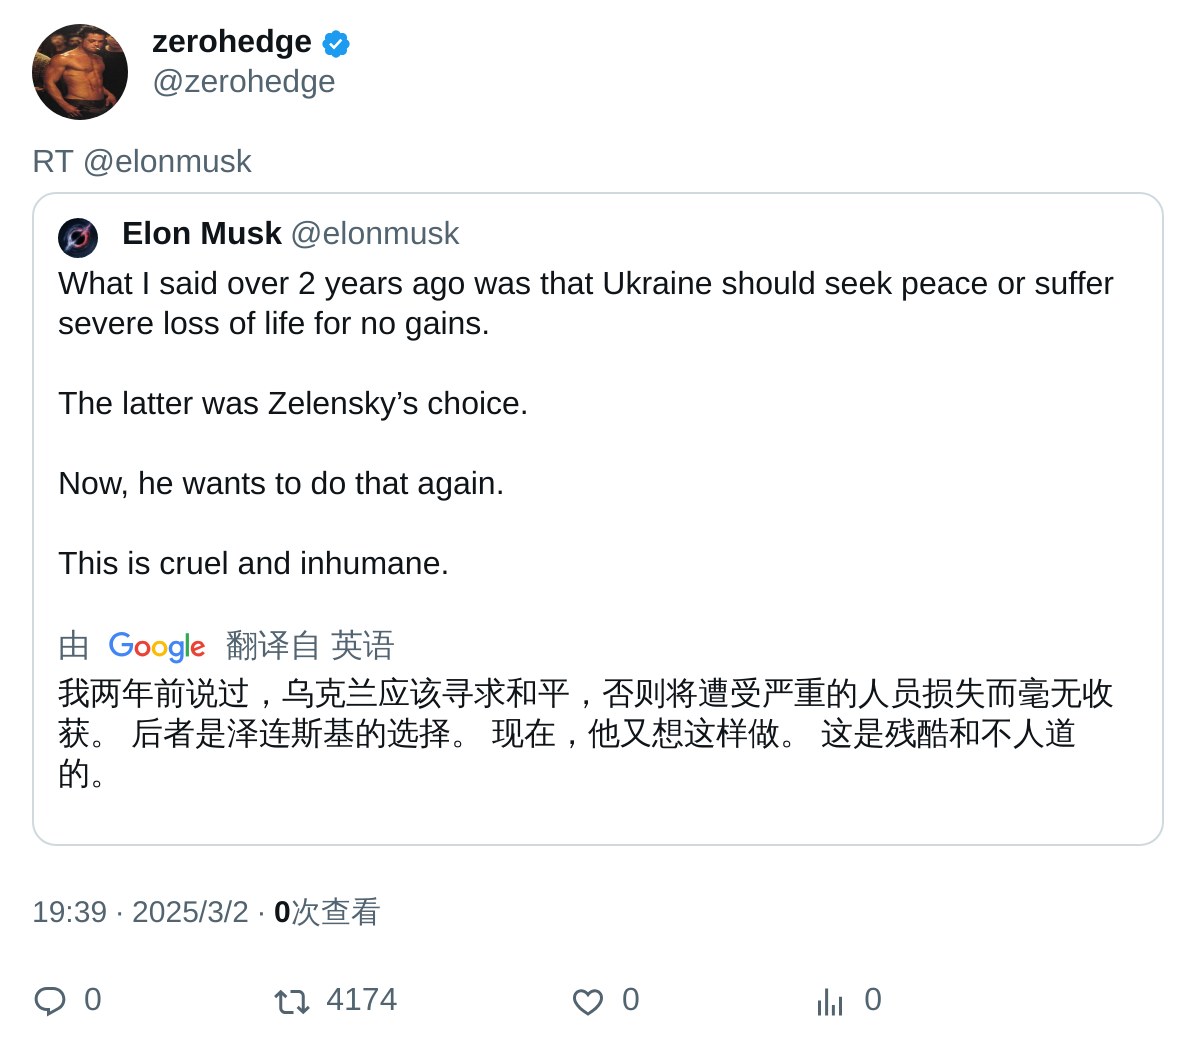 zerohedge
@zerohedge
RT @elonmusk
Elon Musk @elonmusk
What I said over 2 years ago was that Ukraine should seek peace or suffer
severe loss of life for no gains.
The latter was Zelensky’s choice.
Now, he wants to do that again.
This is cruel and inhumane.
由 Google 翻译自 英语
我两年前说过，乌克兰应该寻求和平，否则将遭受严重的人员损失而毫无收
获。 后者是泽连斯基的选择。 现在，他又想这样做。 这是残酷和不人道
的。
19:39 · 2025/3/2 · 0次查看
0 4174 0 0